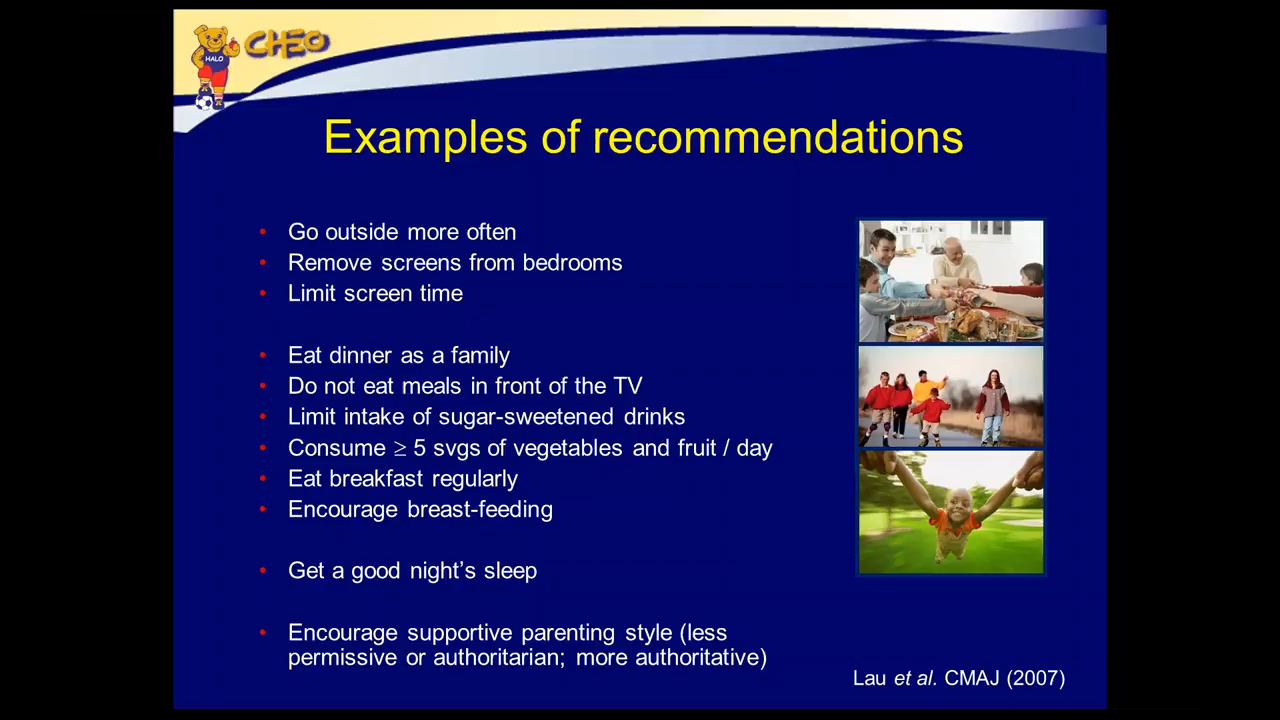 HALO
CHEO
Examples of recommendations
• Go outside more often
• Remove screens from bedrooms
• Limit screen time
• Eat dinner as a family
• Do not eat meals in front of the TV
• Limit intake of sugar-sweetened drinks
• Consume ≥ 5 svgs of vegetables and fruit / day
• Eat breakfast regularly
• Encourage breast-feeding
• Get a good night’s sleep
• Encourage supportive parenting style (less
permissive or authoritarian; more authoritative)
Lau et al. CMAJ (2007)